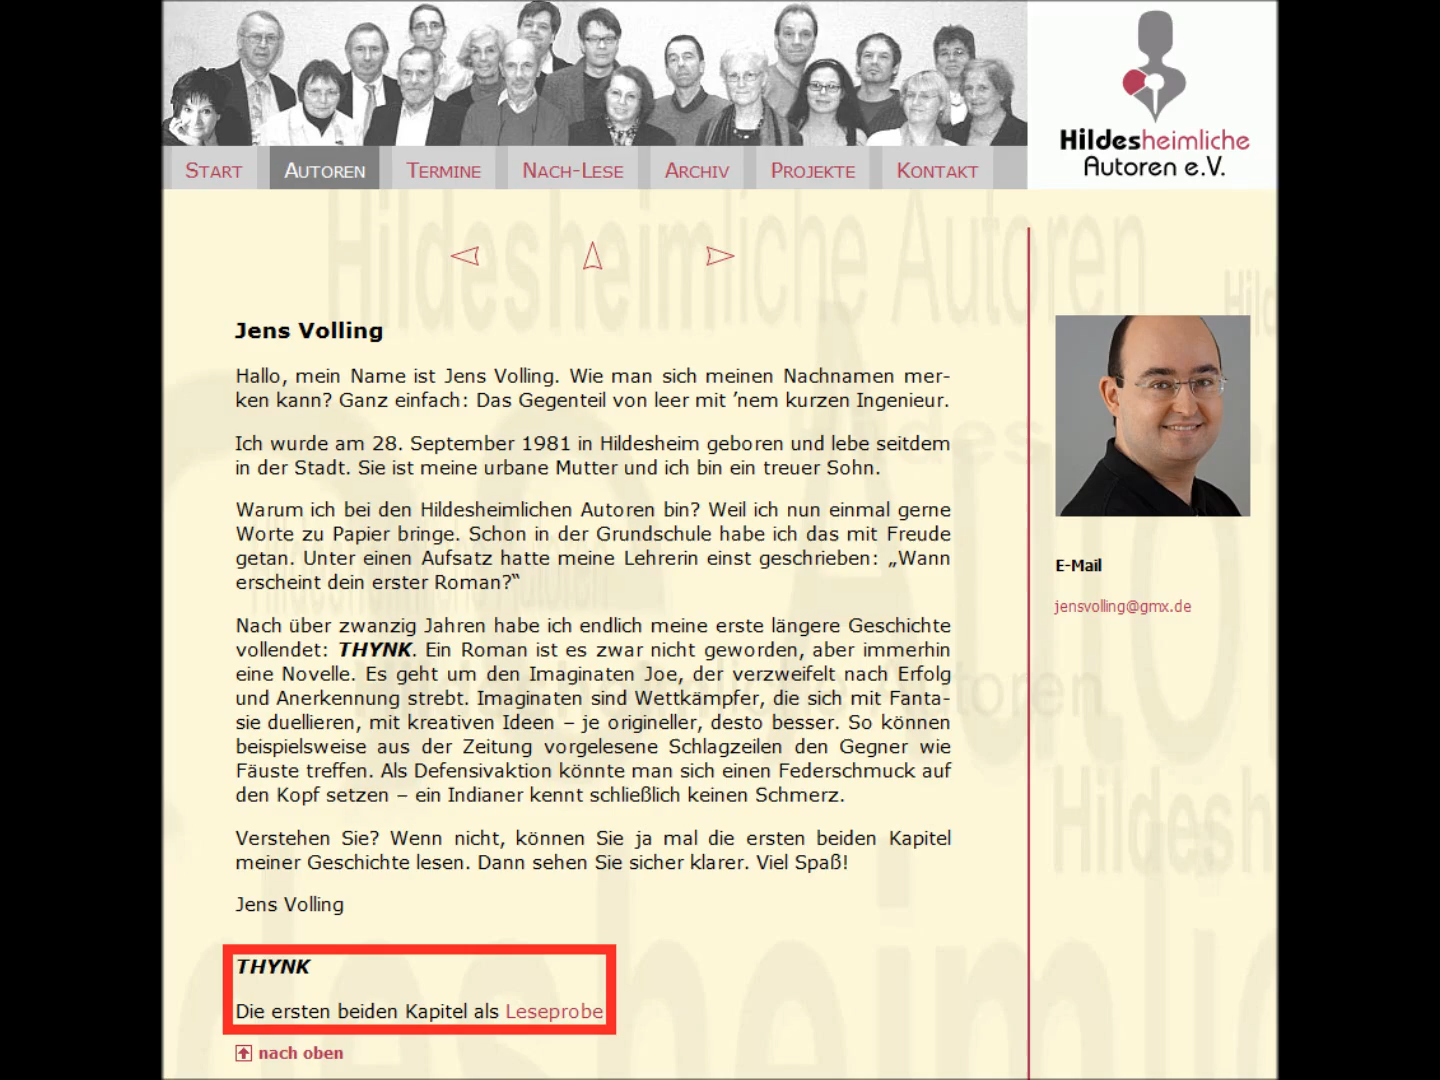 Hildesheimliche
Autoren e.V.
START AUTOREN TERMINE NACH-LESE ARCHIV PROJEKTE KONTAKT
Hildesheimliche Autoren
Jens Volling
Hallo, mein Name ist Jens Volling. Wie man sich meinen Nachnamen mer-
ken kann? Ganz einfach: Das Gegenteil von leer mit ’nem kurzen Ingenieur.
Ich wurde am 28. September 1981 in Hildesheim geboren und lebe seitdem
in der Stadt. Sie ist meine urbane Mutter und ich bin ein treuer Sohn.
Warum ich bei den Hildesheimlichen Autoren bin? Weil ich nun einmal gerne
Worte zu Papier bringe. Schon in der Grundschule habe ich das mit Freude
getan. Unter einen Aufsatz hatte meine Lehrerin einst geschrieben: „Wann
erscheint dein erster Roman?“
Nach über zwanzig Jahren habe ich endlich meine erste längere Geschichte
vollendet: THYNK. Ein Roman ist es zwar nicht geworden, aber immerhin
eine Novelle. Es geht um den Imaginaten Joe, der verzweifelt nach Erfolg
und Anerkennung strebt. Imaginaten sind Wettkämpfer, die sich mit Fanta-
sie duellieren, mit kreativen Ideen – je origineller, desto besser. So können
beispielsweise aus der Zeitung vorgelesene Schlagzeilen den Gegner wie
Fäuste treffen. Als Defensivaktion könnte man sich einen Federschmuck auf
den Kopf setzen – ein Indianer kennt schließlich keinen Schmerz.
Verstehen Sie? Wenn nicht, können Sie ja mal die ersten beiden Kapitel
meiner Geschichte lesen. Dann sehen Sie sicher klarer. Viel Spaß!
Jens Volling
THYNK
Die ersten beiden Kapitel als Leseprobe
nach oben
E-Mail
jensvolling@gmx.de